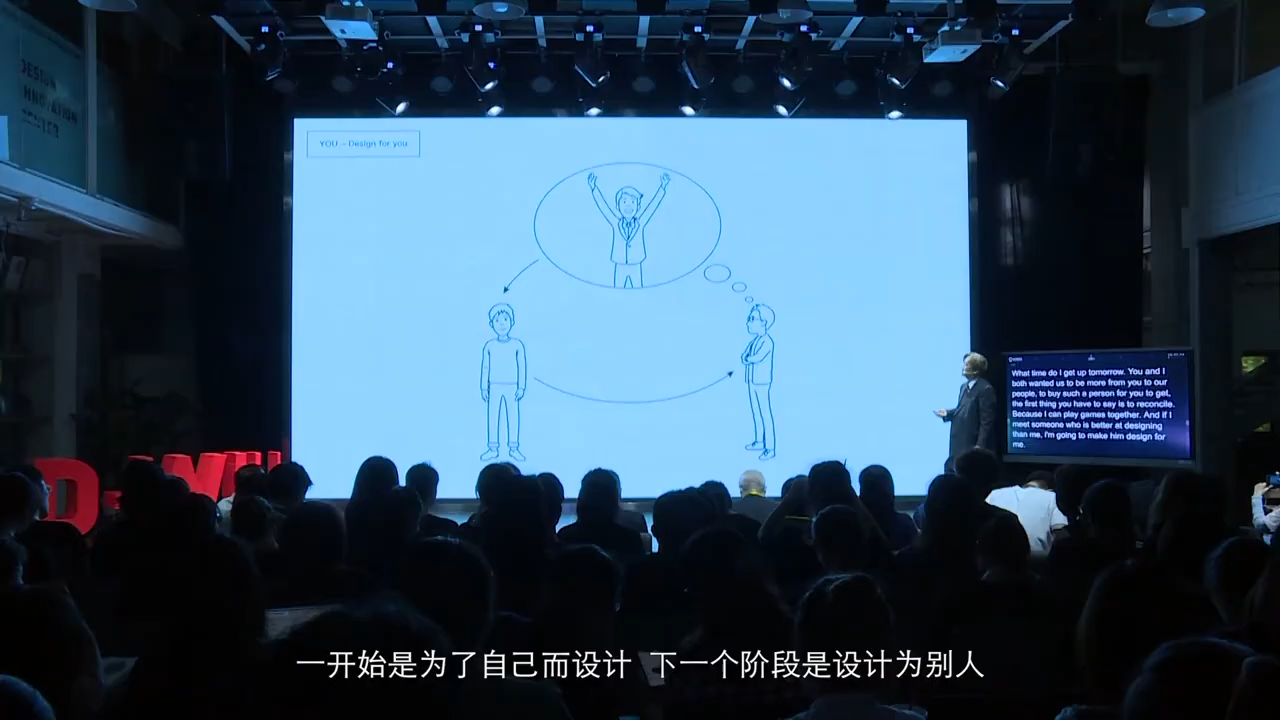 DESIGN
INNOVATION
CENTER
YOU – Design for you
What time do I get up tomorrow. You and I
both wanted us to be more from you to our
people, to buy such a person for you to get,
the first thing you have to say is to reconcile.
Because I can play games together. And if I
meet someone who is better at designing
than me, I'm going to make him design for
me.
一开始是为了自己而设计 下一个阶段是设计为别人